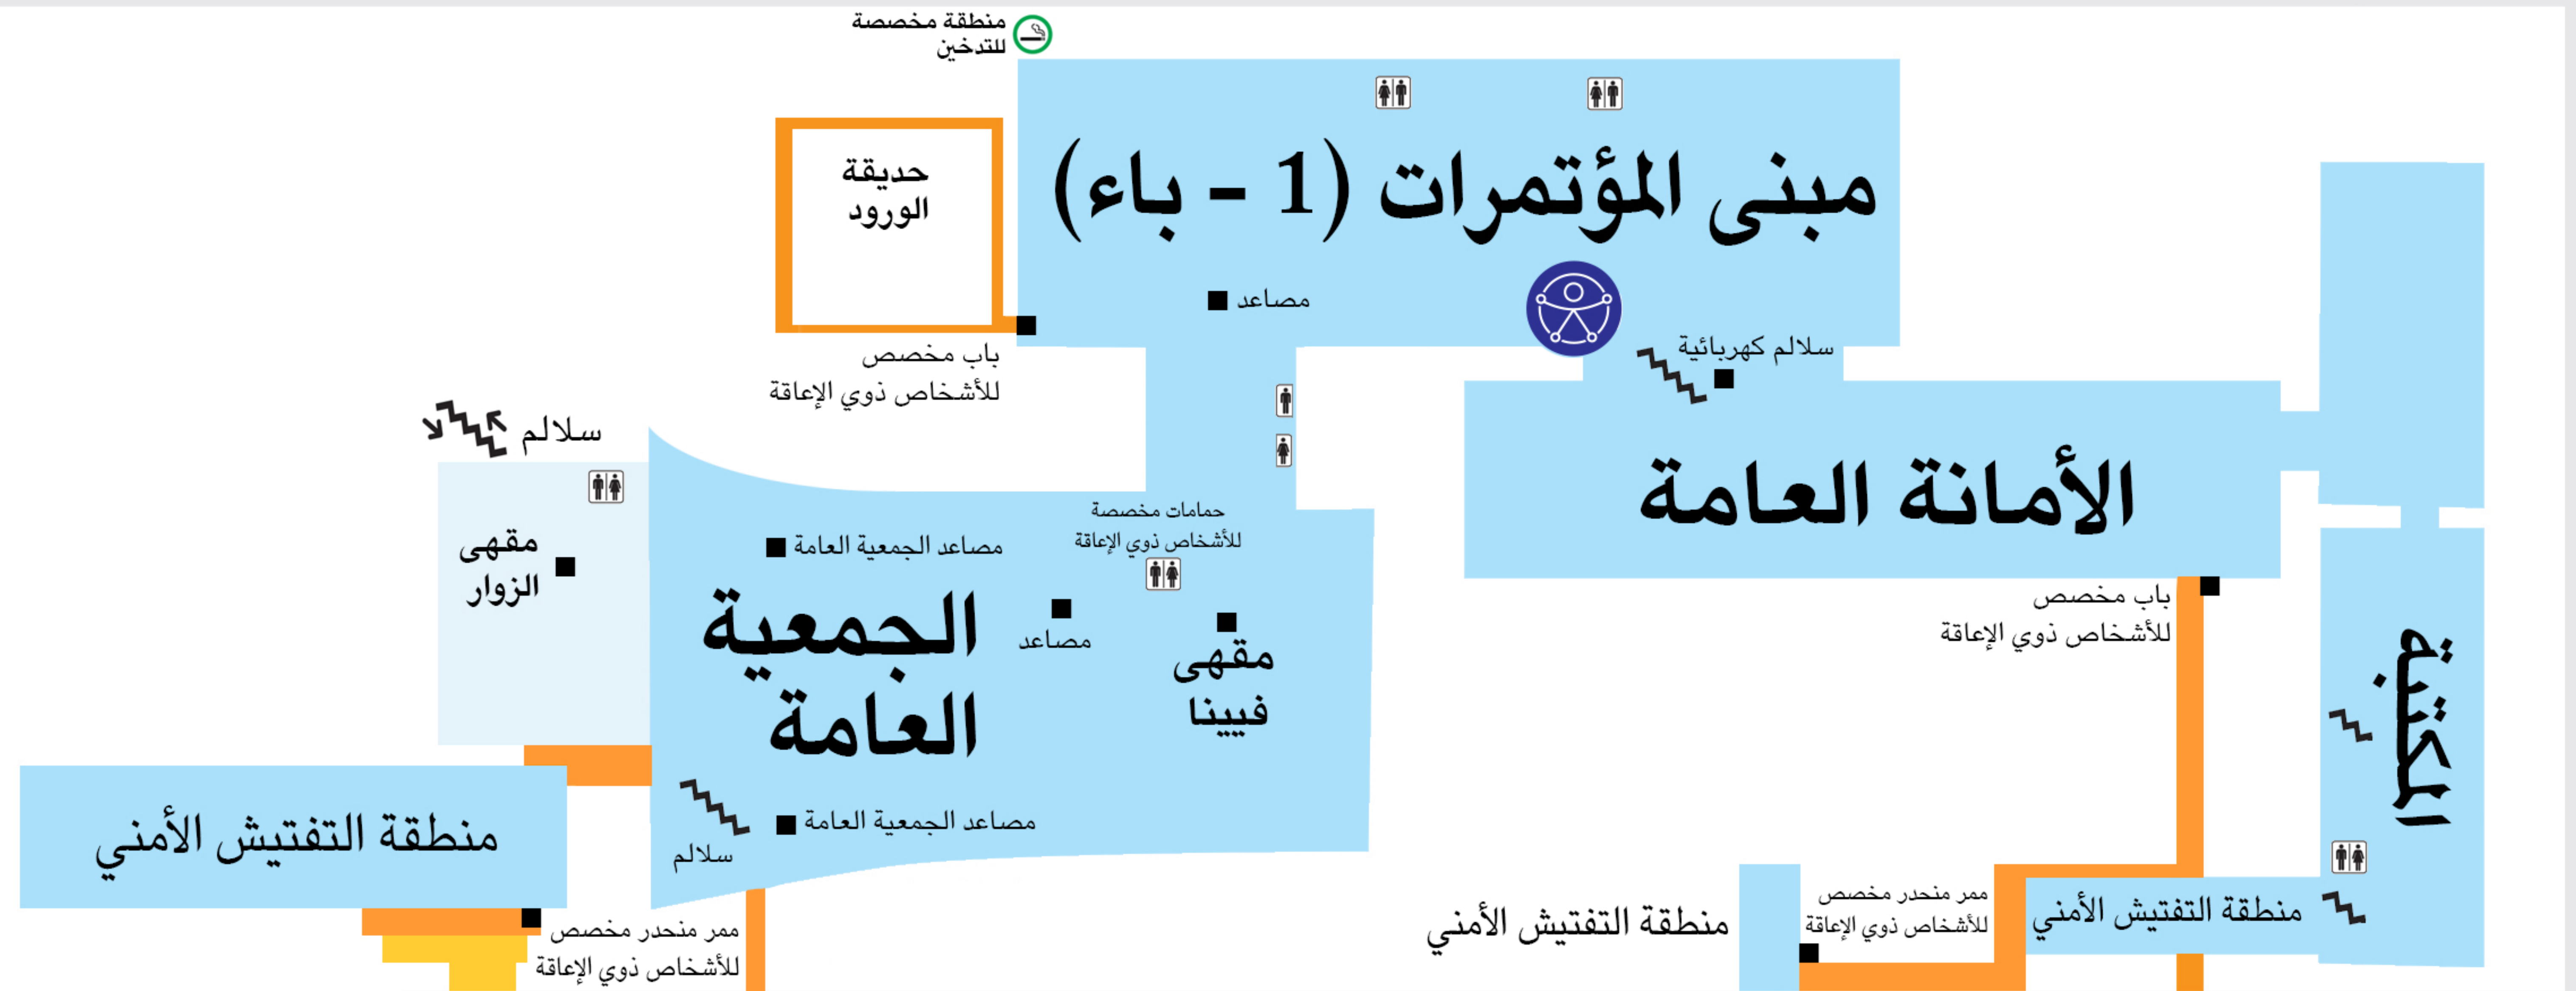 منطقة مخصصة
للتدخين
مبنى المؤتمرات (1 - باء)
حديقة
الورود
مصاعد
باب مخصص
للأشخاص ذوي الإعاقة
سلالم كهربائية
سلالم
الأمانة العامة
مقهى
الزوار
حمامات مخصصة
للأشخاص ذوي الإعاقة
مصاعد الجمعية العامة
الجمعية
العامة
مصاعد
مقهى
فيينا
باب مخصص
للأشخاص ذوي الإعاقة
المكتبة
مصاعد الجمعية العامة
سلالم
منطقة التفتيش الأمني
ممر منحدر مخصص
للأشخاص ذوي الإعاقة
منطقة التفتيش الأمني
ممر منحدر مخصص
للأشخاص ذوي الإعاقة
منطقة التفتيش الأمني